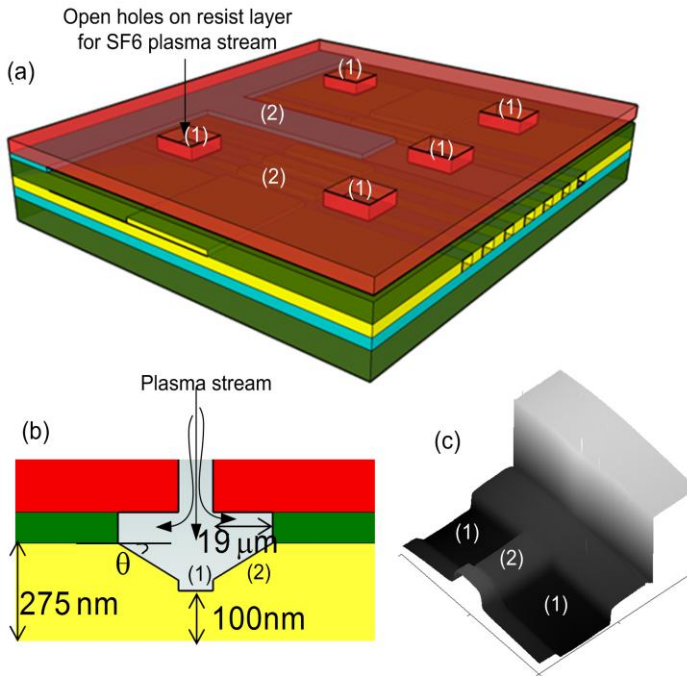 Open holes on resist layer
for SF6 plasma stream
(a)
(1)
(1)
(2)
(1)
(1)
(2)
(1)
Plasma stream
(b)
19 μm
θ
(1)
(2)
275 nm
100nm
(c)
(1)
(2)
(1)